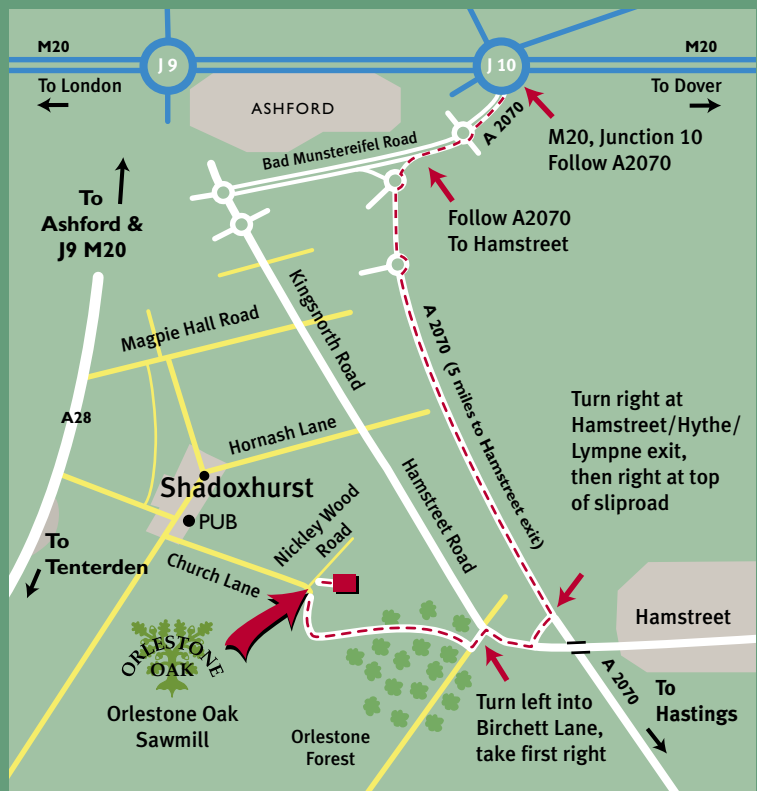 M20
J 9
J 10
M20
To London
To Dover
ASHFORD
A 2070
M20, Junction 10
Follow A2070
Bad Munstereifel Road
To
Ashford &
J9 M20
Follow A2070
To Hamstreet
Kingsnorth Road
Magpie Hall Road
A 2070 (5 miles to Hamstreet exit)
A28
Hornash Lane
Turn right at
Hamstreet/Hythe/
Lympne exit,
then right at top
of sliproad
Shadoxhurst
PUB
Hamstreet Road
Nickley Wood
Road
To
Tenterden
Church Lane
Hamstreet
ORLESTONE
OAK
Orlestone Oak
Sawmill
Orlestone
Forest
Turn left into
Birchett Lane,
take first right
A 2070
To
Hastings